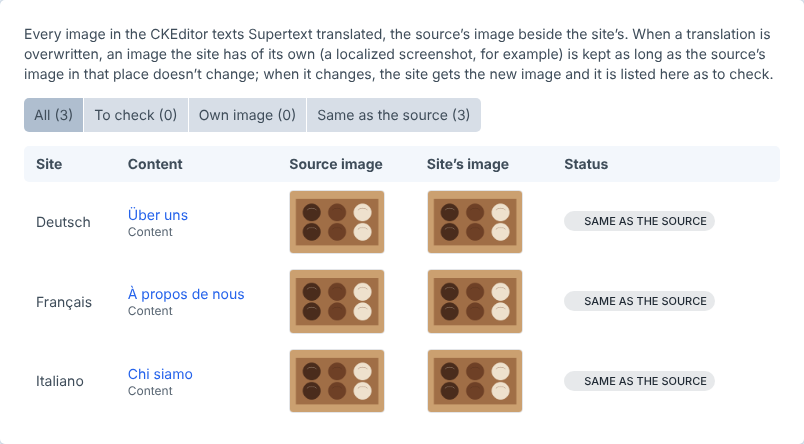 Every image in the CKEditor texts Supertext translated, the source’s image beside the site’s. When a translation is
overwritten, an image the site has of its own (a localized screenshot, for example) is kept as long as the source’s
image in that place doesn’t change; when it changes, the site gets the new image and it is listed here as to check.
All (3) To check (0) Own image (0) Same as the source (3)
Site Content Source image Site’s image Status
Deutsch Über uns SAME AS THE SOURCE
Content
Français À propos de nous SAME AS THE SOURCE
Content
Italiano Chi siamo SAME AS THE SOURCE
Content